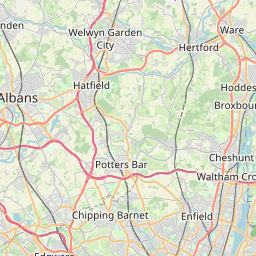 Ware
Welwyn Garden
City
Hertford
Hatfield
Albans
Potters Bar
Cheshunt
Waltham Cro
Chipping Barnet
Enfield